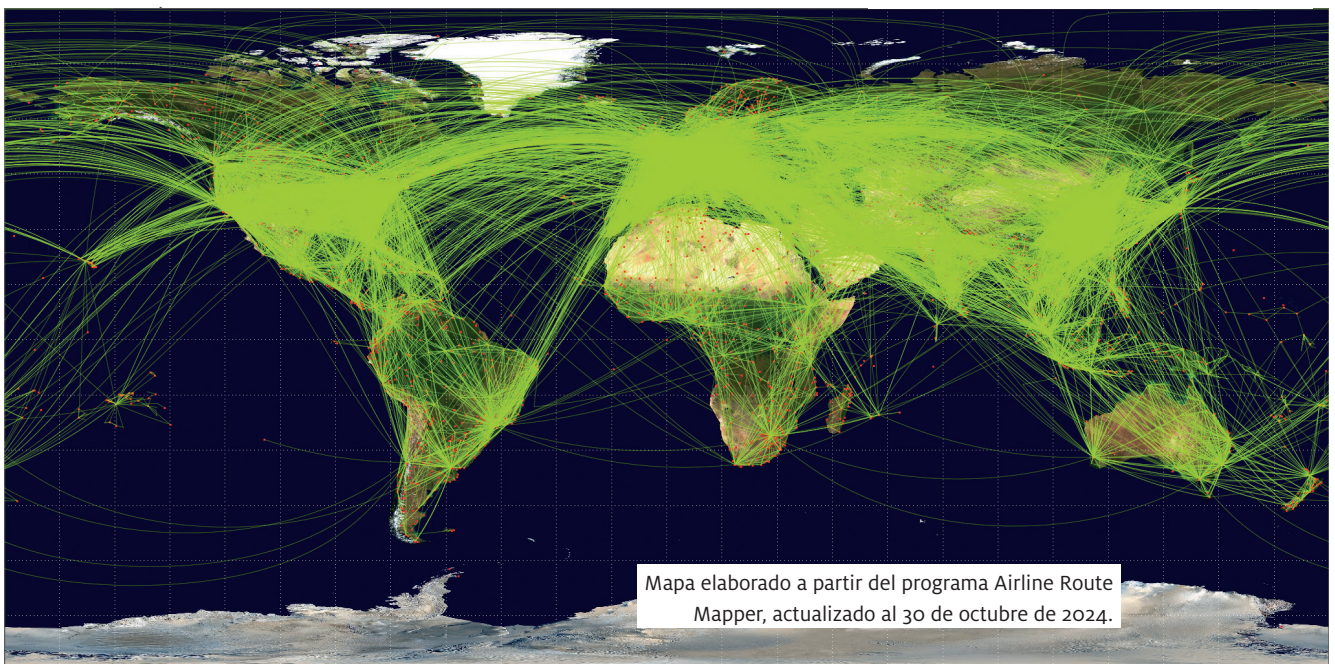 Mapa elaborado a partir del programa Airline Route
Mapper, actualizado al 30 de octubre de 2024.